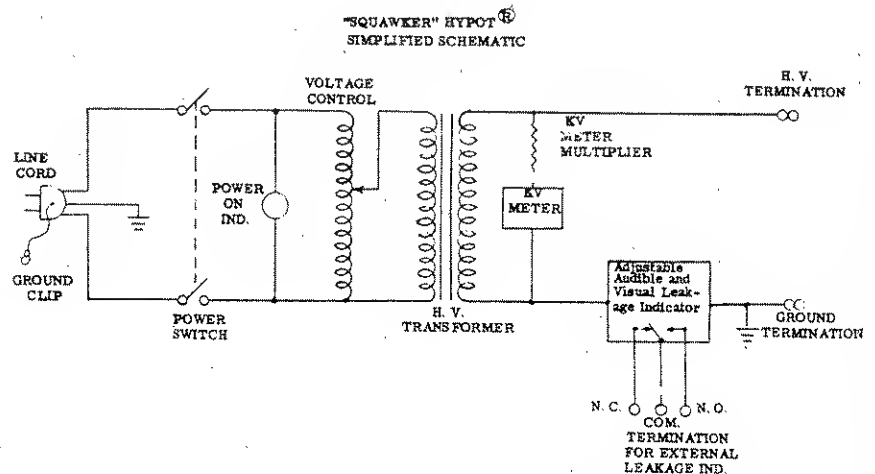 "SQUAWKER" HYPOT ®
SIMPLIFIED SCHEMATIC
VOLTAGE
CONTROL
H. V.
TERMINATION
KV
METER
MULTIPLIER
LINE
CORD
POWER
ON
IND.
KV
METER
GROUND
CLIP
POWER
SWITCH
H. V.
TRANSFORMER
Adjustable
Audible and
Visual Leak-
age Indicator
GROUND
TERMINATION
N. C.
N. O.
COM.
TERMINATION
FOR EXTERNAL
LEAKAGE IND.